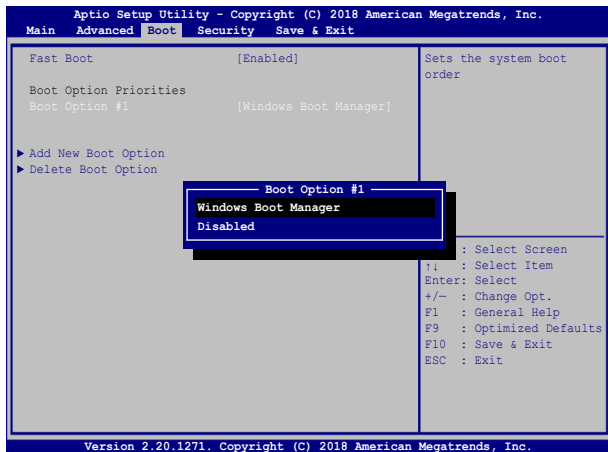 Aptio Setup Utility - Copyright (C) 2018 American Megatrends, Inc.
Main Advanced Boot Security Save & Exit
Fast Boot [Enabled]
Boot Option Priorities
Boot Option #1 [Windows Boot Manager]
▶ Add New Boot Option
▶ Delete Boot Option
Boot Option #1
Windows Boot Manager
Disabled
Sets the system boot
order
: Select Screen
↑↓ : Select Item
Enter: Select
+/— : Change Opt.
F1 : General Help
F9 : Optimized Defaults
F10 : Save & Exit
ESC : Exit
Version 2.20.1271. Copyright (C) 2018 American Megatrends, Inc.